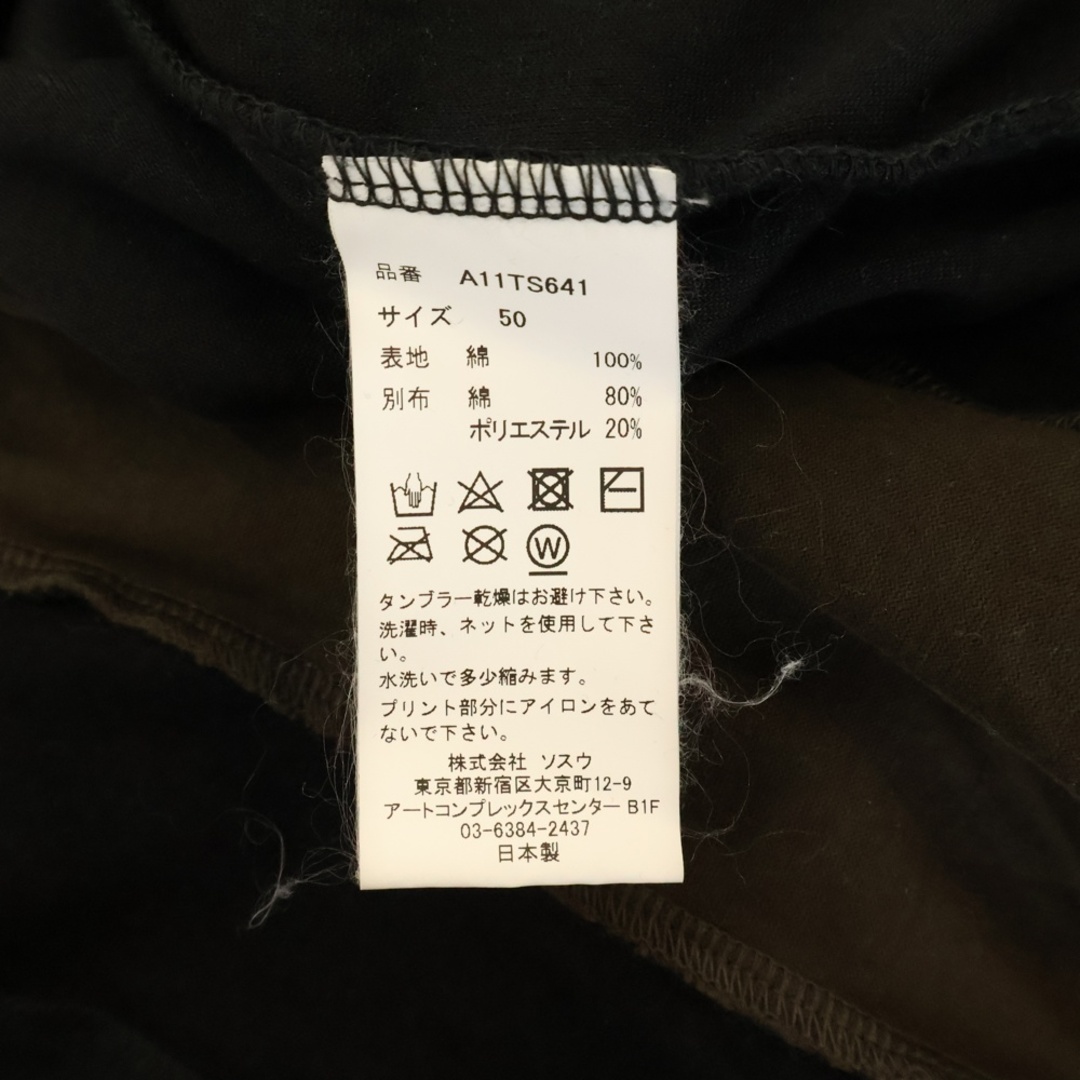 品番 A11TS641
サイズ 50
表地 綿 100%
別布 綿 80%
ポリエステル 20%
W
タンブラー乾燥はお避け下さい。
洗濯時、ネットを使用して下さ
い。
水洗いで多少縮みます。
プリント部分にアイロンをあて
ないで下さい。
株式会社 ソスウ
東京都新宿区大京町12-9
アートコンプレックスセンター B1F
03-6384-2437
日本製